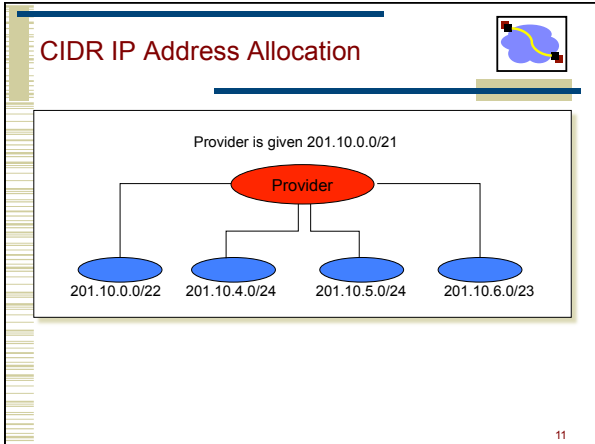 CIDR IP Address Allocation
Provider is given 201.10.0.0/21
Provider
201.10.0.0/22 201.10.4.0/24 201.10.5.0/24 201.10.6.0/23
11